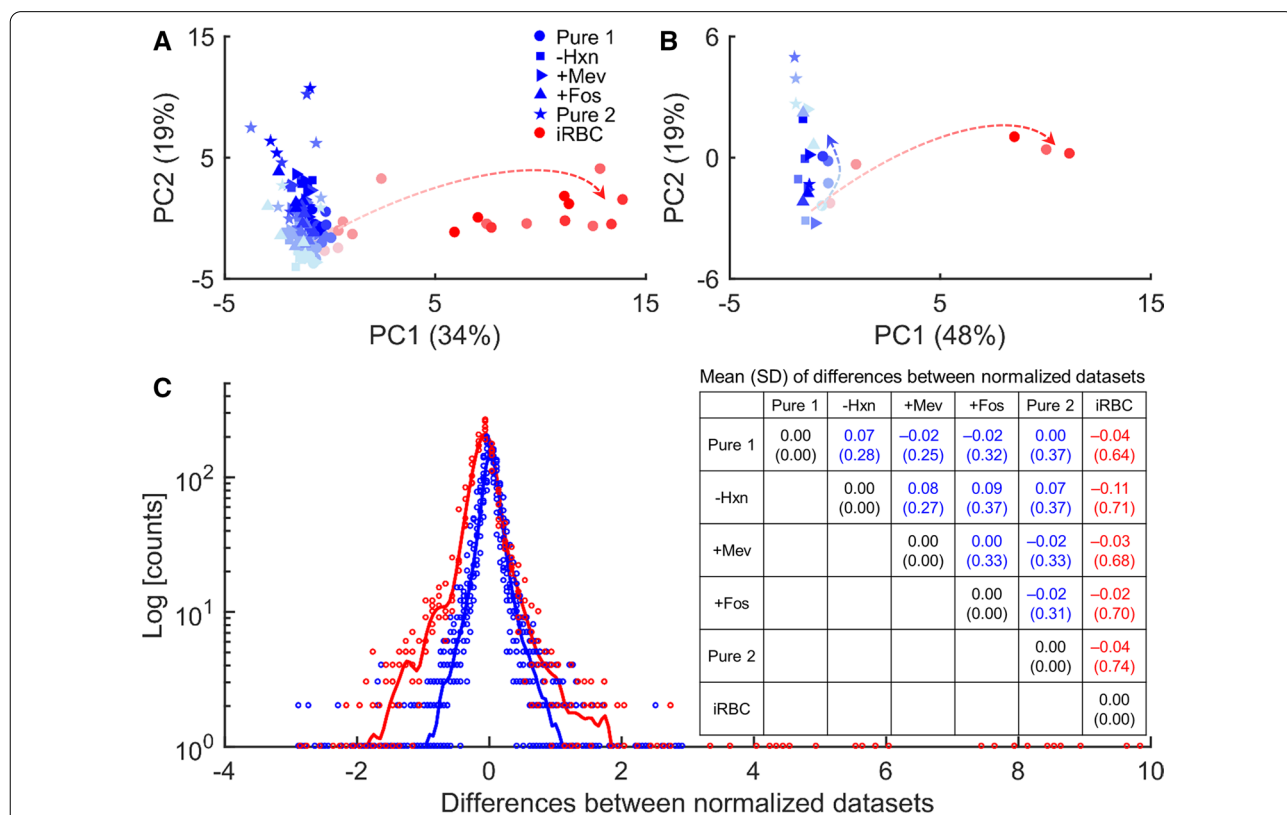 A
15
5
-5
PC2 (19%)
-5
5
15
PC1 (34%)
Pure 1
-Hxn
+Mev
+Fos
Pure 2
iRBC
B
6
0
-6
PC2 (19%)
-5
5
15
PC1 (48%)
C
Log [counts]
10²
10¹
10⁰
-4
-2
0
2
4
6
8
10
Differences between normalized datasets
Mean (SD) of differences between normalized datasets
Pure 1 -Hxn +Mev +Fos Pure 2 iRBC
Pure 1 0.00 0.07 –0.02 –0.02 0.00 –0.04
(0.00) (0.28) (0.25) (0.32) (0.37) (0.64)
-Hxn 0.00 0.08 0.09 0.07 –0.11
(0.00) (0.27) (0.37) (0.37) (0.71)
+Mev 0.00 0.00 –0.02 –0.03
(0.00) (0.33) (0.33) (0.68)
+Fos 0.00 –0.02 –0.02
(0.00) (0.31) (0.70)
Pure 2 0.00 –0.04
(0.00) (0.74)
iRBC 0.00
(0.00)